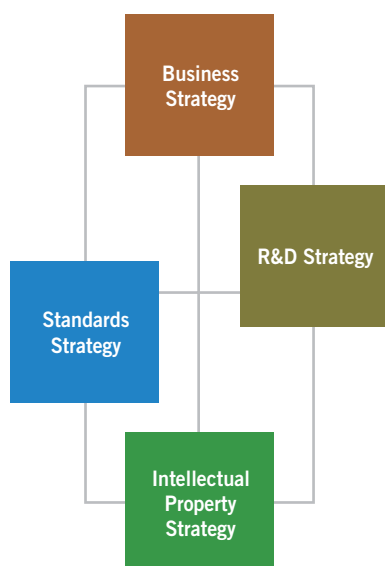 Business
Strategy
R&D Strategy
Standards
Strategy
Intellectual
Property
Strategy